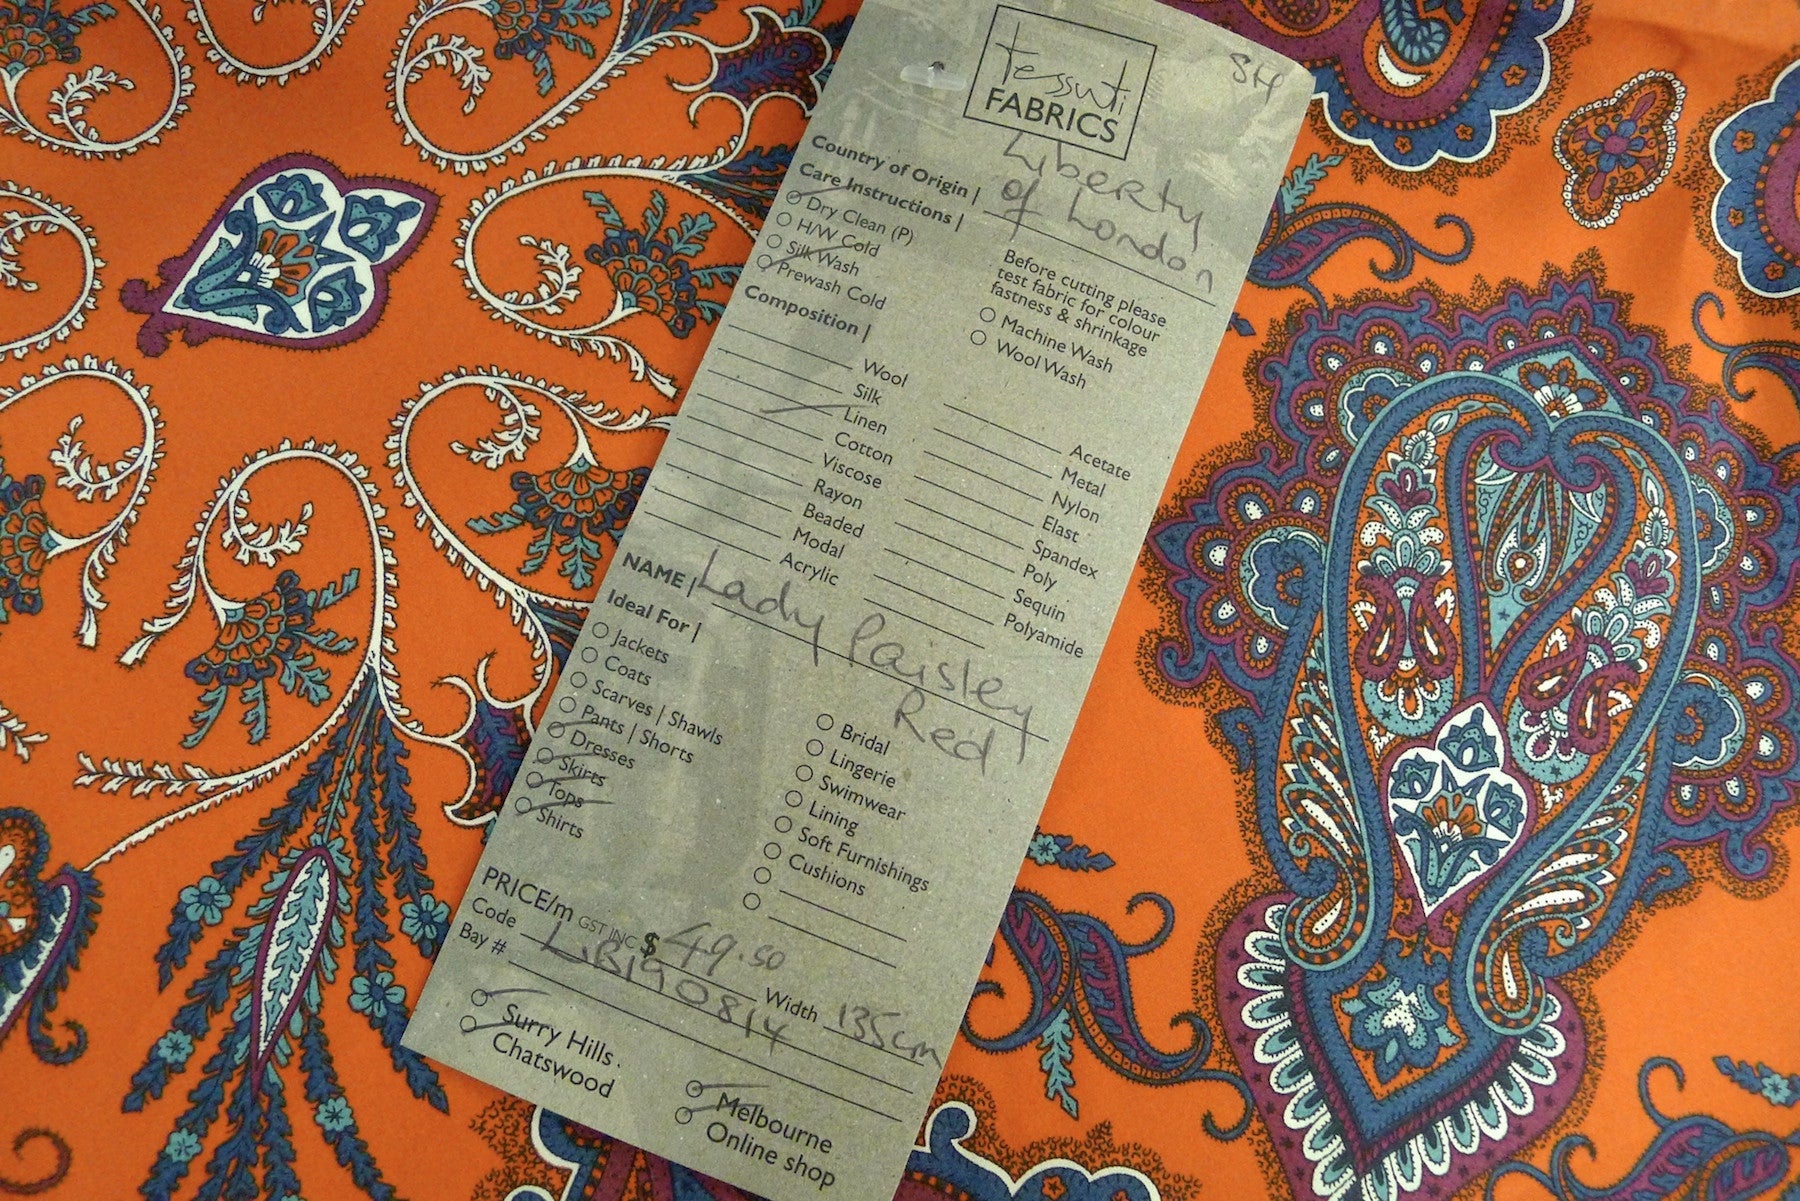 tessuti
FABRICS
Country of Origin | Liberty
of London
Care Instructions |
Dry Clean (P)
H/W Cold
Silk Wash
Prewash Cold
Before cutting please
test fabric for colour
fastness & shrinkage
Machine Wash
Wool Wash
Composition |
Wool
Silk
Linen
Cotton
Viscose
Rayon
Beaded
Modal
Acrylic
Acetate
Metal
Nylon
Elast
Spandex
Poly
Sequin
Polyamide
NAME | Lady Paisley
Red
Ideal For |
Jackets
Coats
Scarves | Shawls
Pants | Shorts
Dresses
Skirts
Tops
Shirts
Bridal
Lingerie
Swimwear
Lining
Soft Furnishings
Cushions
PRICE/m GST INC $ 49.50
Code LIB190814 Width 135cm
Bay #
Surry Hills
Chatswood
Melbourne
Online shop